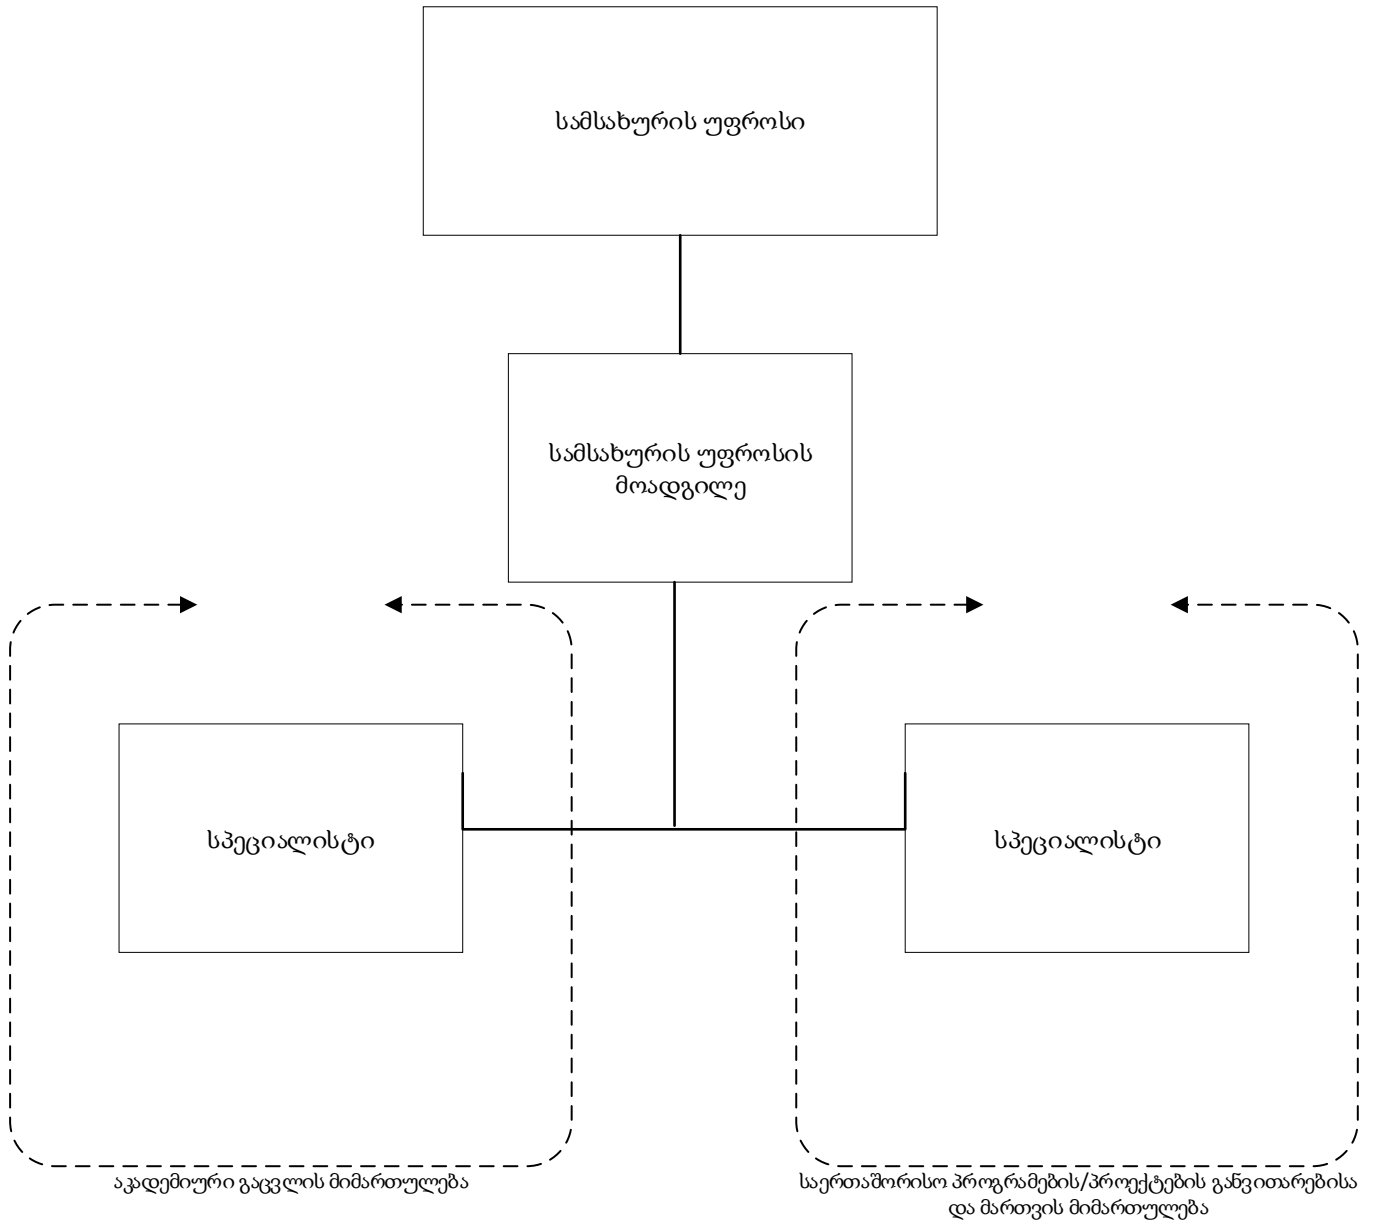 სამსახურის უფროსი
სამსახურის უფროსის
მოადგილე
სპეციალისტი
სპეციალისტი
აკადემიური გაცვლის მიმართულება
საერთაშორისო პროგრამების/პროექტების განვითარებისა
და მართვის მიმართულება